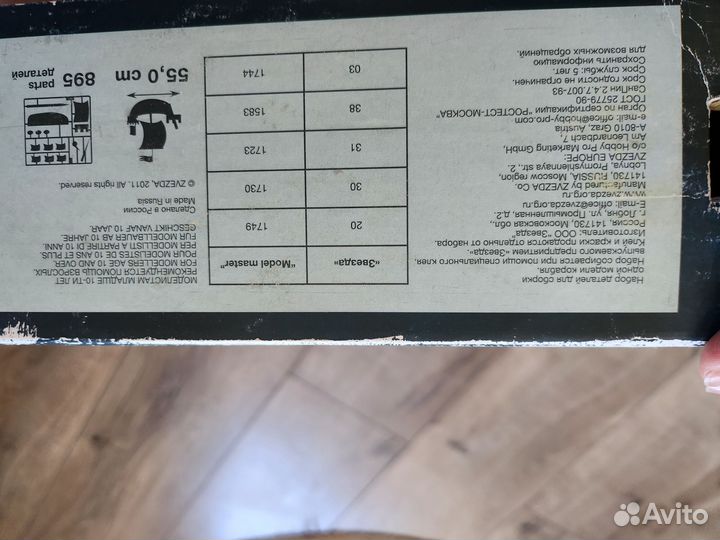 Набор деталей для сборки
одной модели корабля.
Набор собирается при помощи специального клея,
выпускаемого предприятием «Звезда».
Клей и краски продаются отдельно от набора.
Изготовитель: ООО "Звезда"
Россия, 141730, Московская обл.,
г. Лобня, ул. Промышленная, д.2.
E-mail: office@zvezda.org.ru
www.zvezda.org.ru
Manufactured by ZVEZDA Co.
141730, RUSSIA, Moscow region,
Lobnya, Promyshlennaya str., 2.
ZVEZDA EUROPE:
c/o Hobby Pro Marketing GmbH,
Am Leonardbach 7
A-8010 Graz, Austria
e-mail: office@hobby-pro.com
Орган по сертификации "РОСТЕСТ-МОСКВА"
ГОСТ 25779-90
СанПин 2.4.7.007-93
Срок годности не ограничен.
Срок службы: 5 лет.
Сохранить информацию
для возможных обращений.
«Звезда» "Model master"
20 1749
30 1730
31 1723
38 1583
03 1744
МОДЕЛИСТАМ МЛАДШЕ 10-ТИ ЛЕТ
РЕКОМЕНДУЕТСЯ ПОМОЩЬ ВЗРОСЛЫХ.
FOR MODELLERS AGE 10 AND OVER.
POUR MODELISTES DE 10 ANS ET PLUS
PER MODELLISTI A PARTIRE DA 10 ANNI.
FUR MODELLBAUER AB 10 JAHRE.
GESCHIKT VANAF 10 JAAR.
Сделано в России
Made in Russia
© ZVEZDA, 2011. All rights reserved.
55,0 cm
895 parts
деталей
Avito